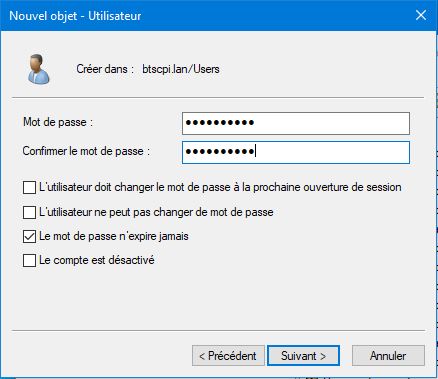 Nouvel objet - Utilisateur
Créer dans : btscpi.lan/Users
Mot de passe :
●●●●●●●●●●
Confirmer le mot de passe :
●●●●●●●●●●
L'utilisateur doit changer le mot de passe à la prochaine ouverture de session
L'utilisateur ne peut pas changer de mot de passe
Le mot de passe n'expire jamais
Le compte est désactivé
< Précédent Suivant > Annuler